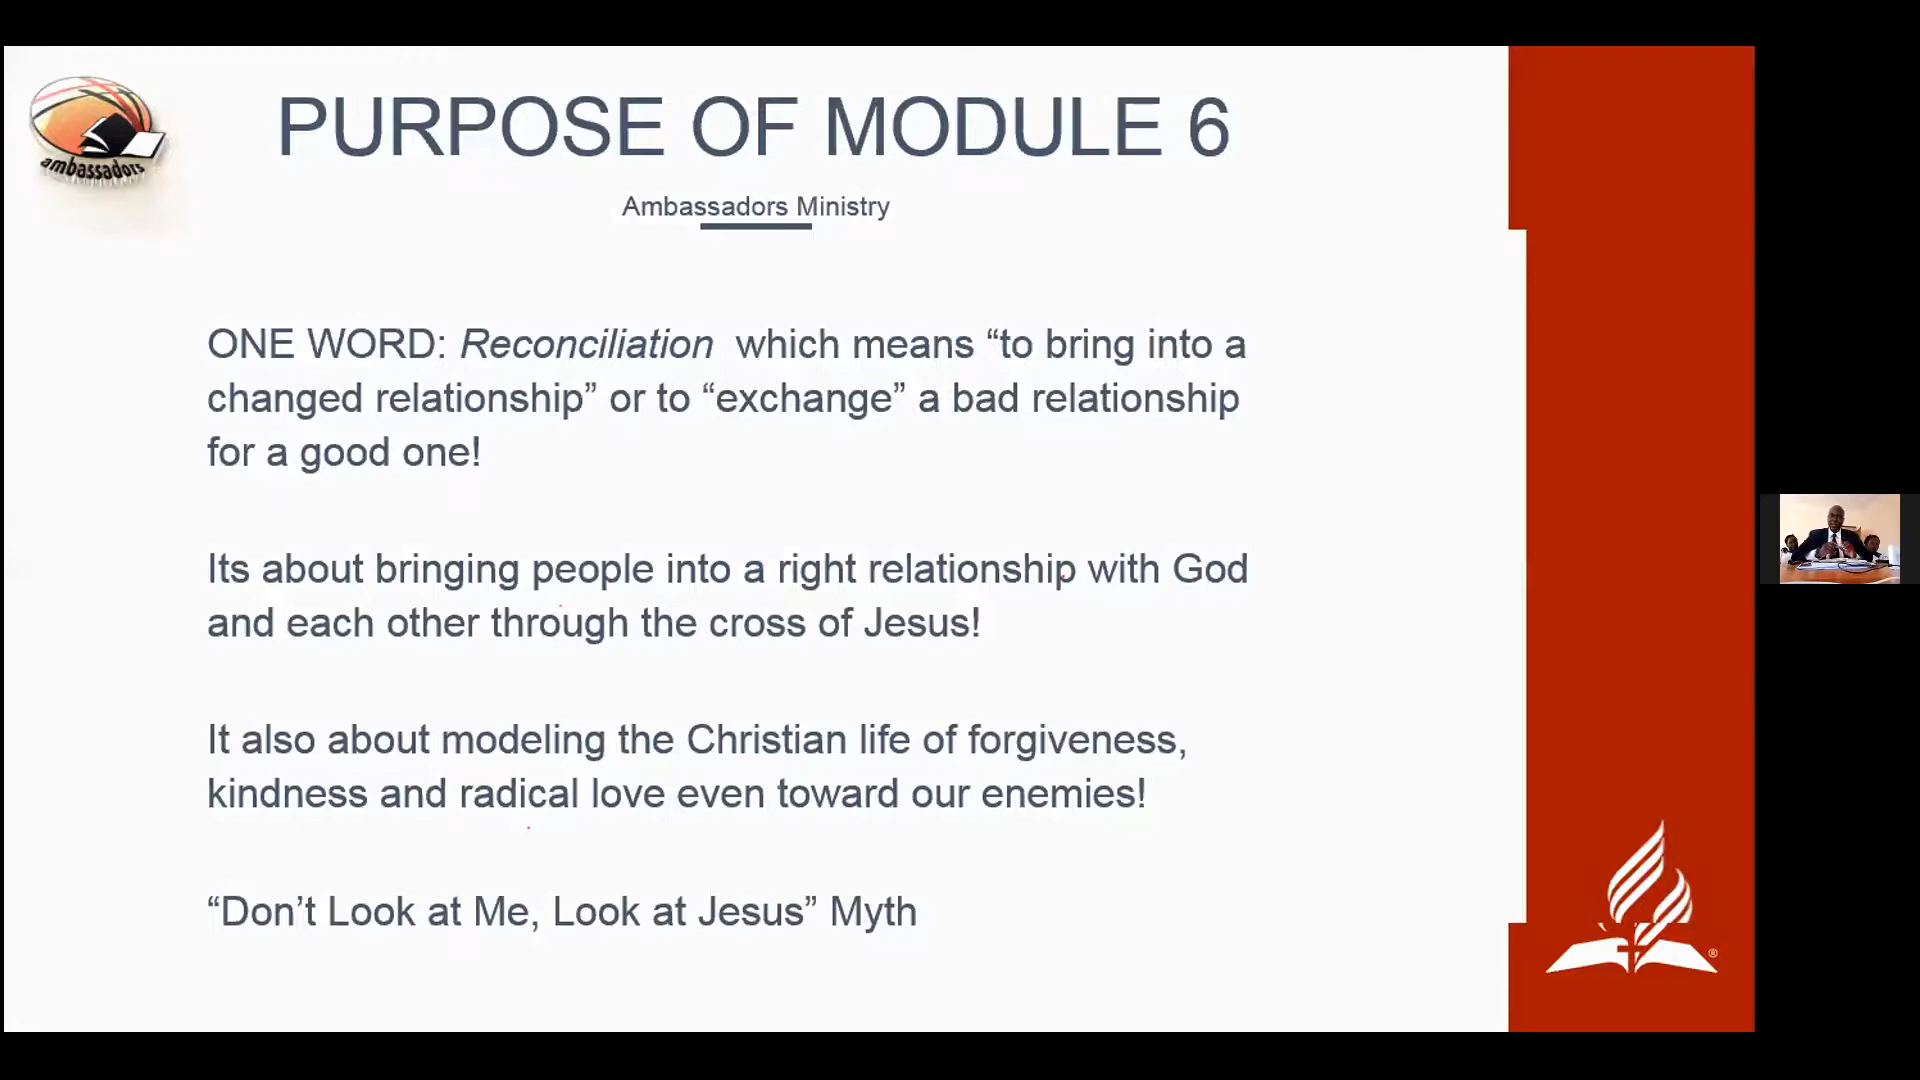 ambassadors
PURPOSE OF MODULE 6
Ambassadors Ministry
ONE WORD: Reconciliation which means “to bring into a
changed relationship” or to “exchange” a bad relationship
for a good one!
Its about bringing people into a right relationship with God
and each other through the cross of Jesus!
It also about modeling the Christian life of forgiveness,
kindness and radical love even toward our enemies!
“Don’t Look at Me, Look at Jesus” Myth
®